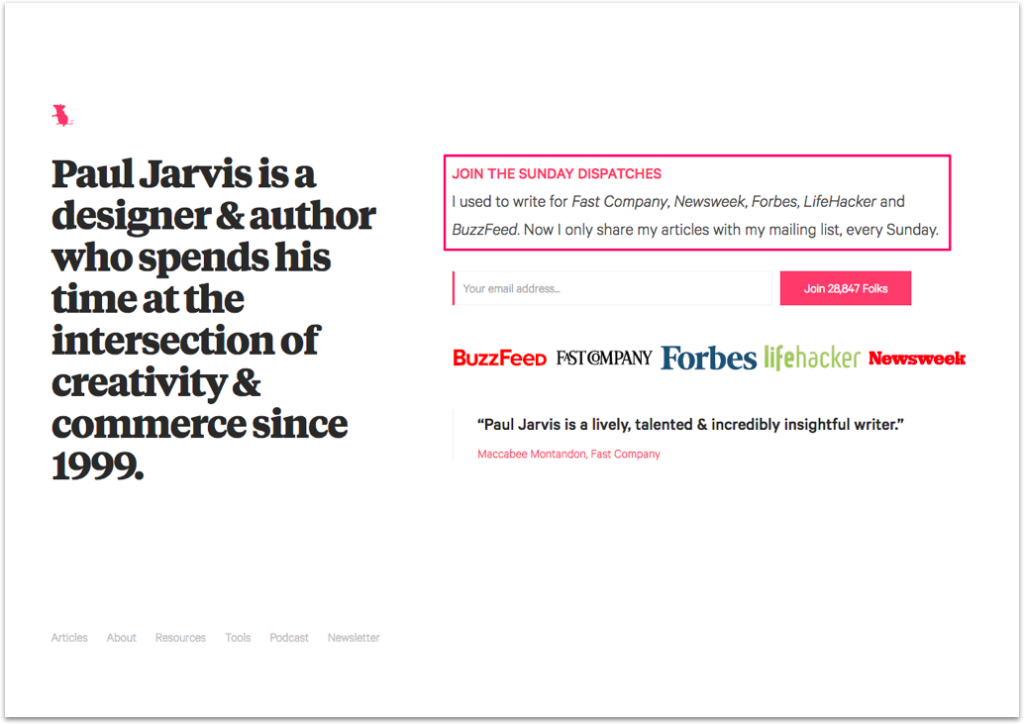 Paul Jarvis is a
designer & author
who spends his
time at the
intersection of
creativity &
commerce since
1999.
JOIN THE SUNDAY DISPATCHES
I used to write for Fast Company, Newsweek, Forbes, LifeHacker and
BuzzFeed. Now I only share my articles with my mailing list, every Sunday.
Your email address... Join 28,847 Folks
BuzzFeed FAST COMPANY Forbes lifehacker Newsweek
“Paul Jarvis is a lively, talented & incredibly insightful writer.”
Maccabee Montandon, Fast Company
Articles About Resources Tools Podcast Newsletter